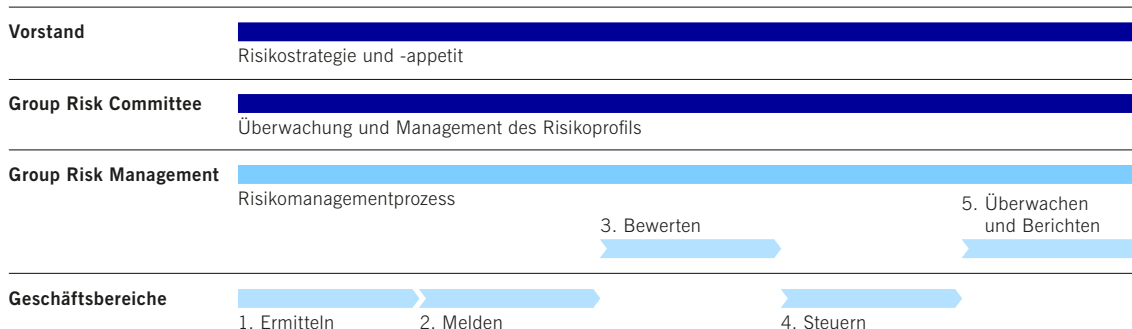 Vorstand
Risikostrategie und -appetit
Group Risk Committee
Überwachung und Management des Risikoprofils
Group Risk Management
Risikomanagementprozess
3. Bewerten
5. Überwachen
und Berichten
Geschäftsbereiche
1. Ermitteln
2. Melden
4. Steuern